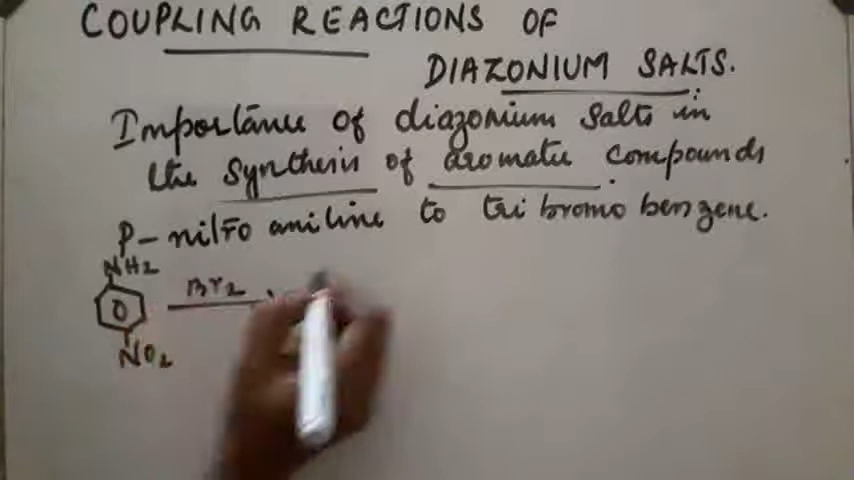 COUPLING REACTIONS OF
DIAZONIUM SALTS.
Importance of diazonium salts in
the synthesis of aromatic compounds
P-nitro aniline to tri bromo benzene.
NH2
Br2
NO2